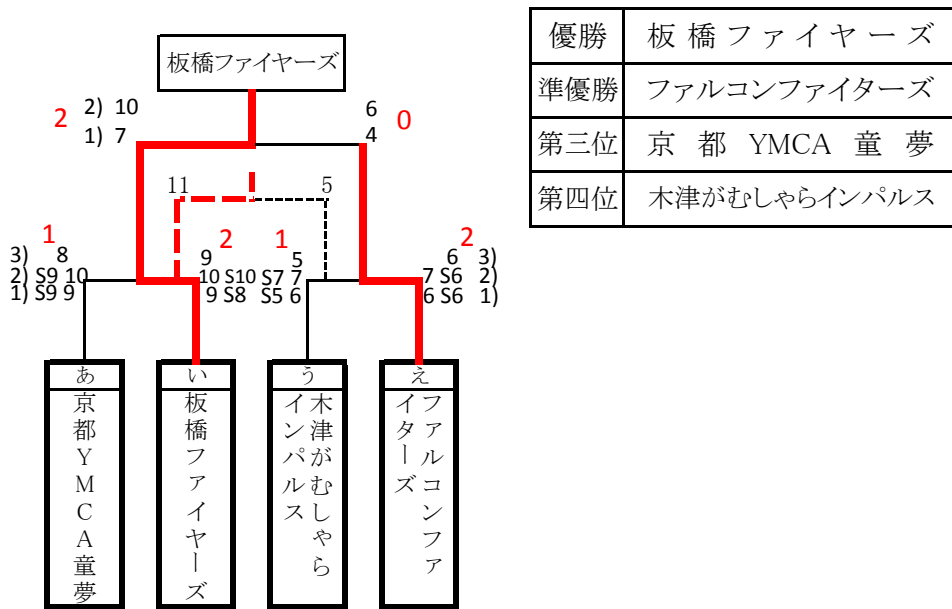 板橋ファイヤーズ
2 2) 10 6 0
1) 7 4
11 5
1 2 1 2
3) 8 9 5 6 3)
2) S9 10 10 S10 S7 7 7 S6 2)
1) S9 9 9 S8 S5 6 6 S6 1)
あ い う え
京都YMCA童夢
板橋ファイヤーズ
木津がむしゃら
インパルス
ファルコンファ
イターズ
優勝 板橋ファイヤーズ
準優勝 ファルコンファイターズ
第三位 京都 YMCA 童夢
第四位 木津がむしゃらインパルス